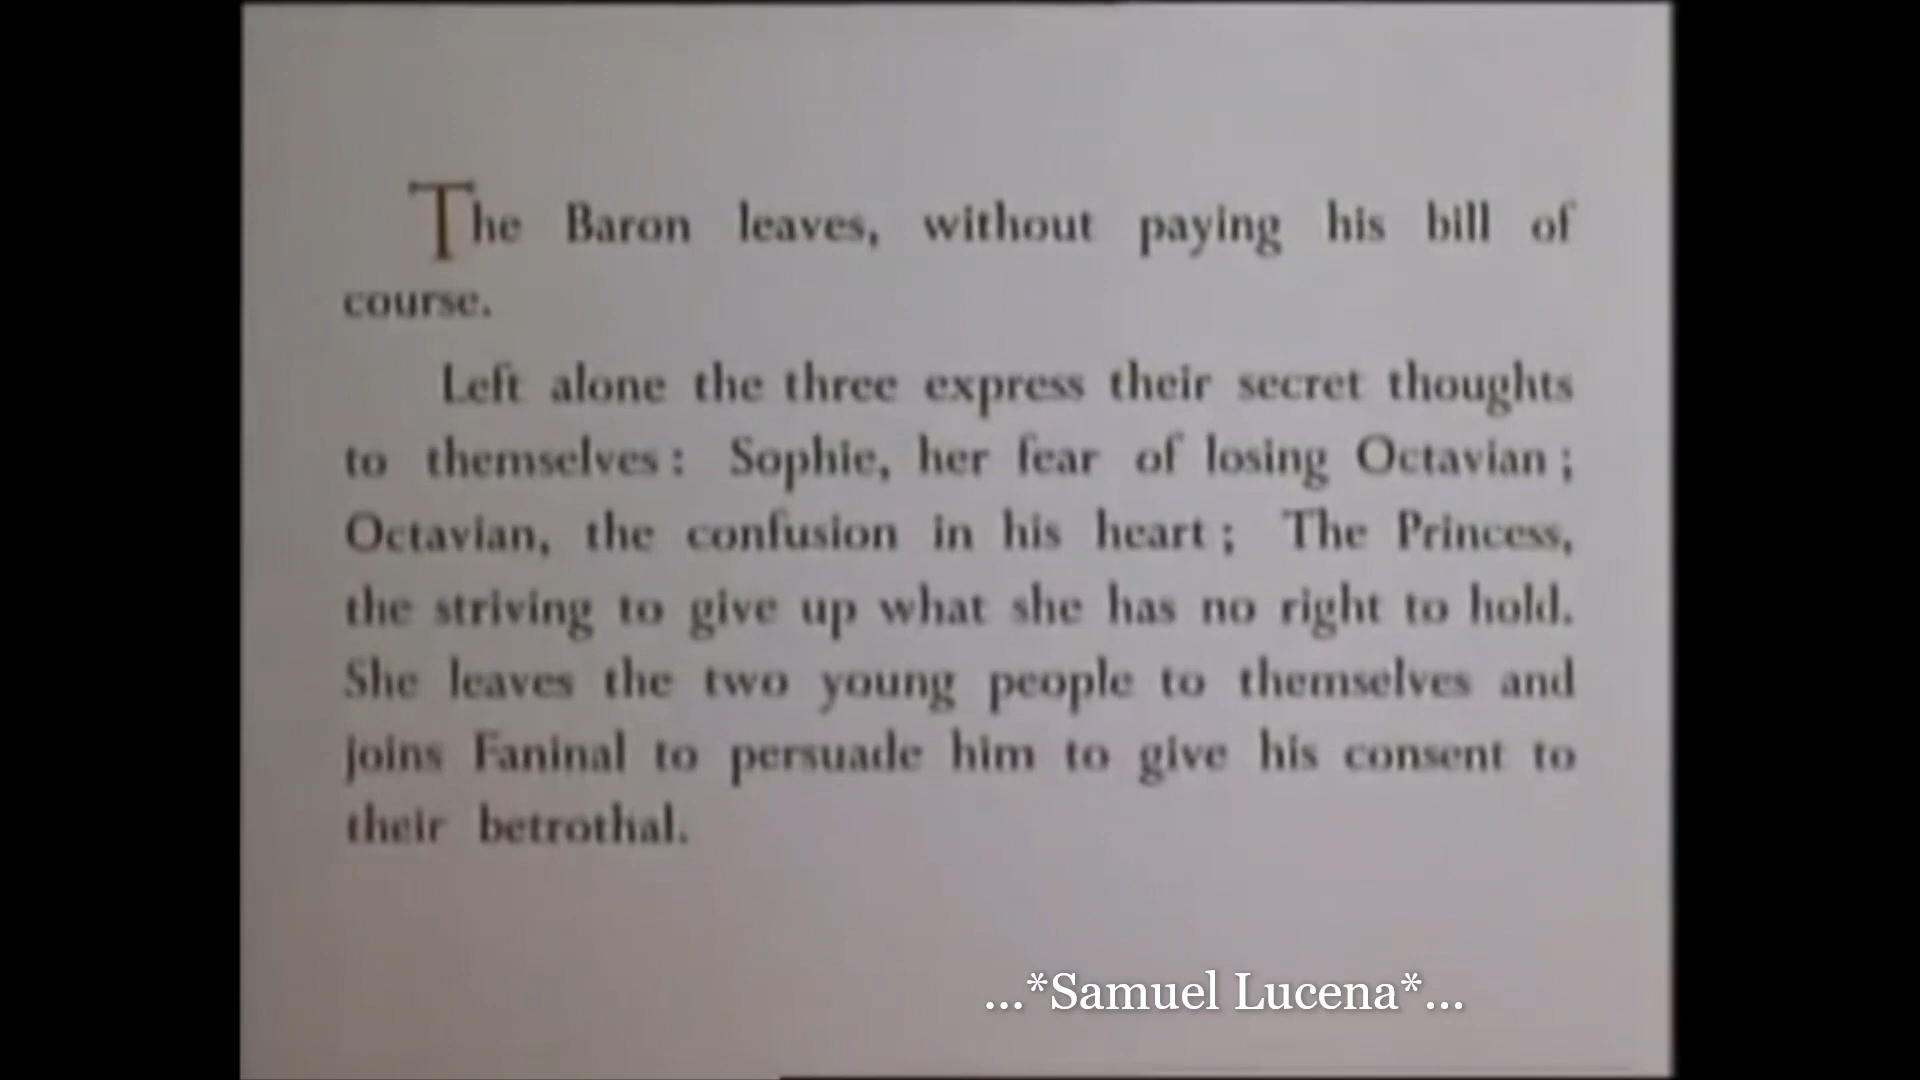 The Baron leaves, without paying his bill of
course.
Left alone the three express their secret thoughts
to themselves : Sophie, her fear of losing Octavian ;
Octavian, the confusion in his heart ; The Princess,
the striving to give up what she has no right to hold.
She leaves the two young people to themselves and
joins Faninal to persuade him to give his consent to
their betrothal.
...*Samuel Lucena*...